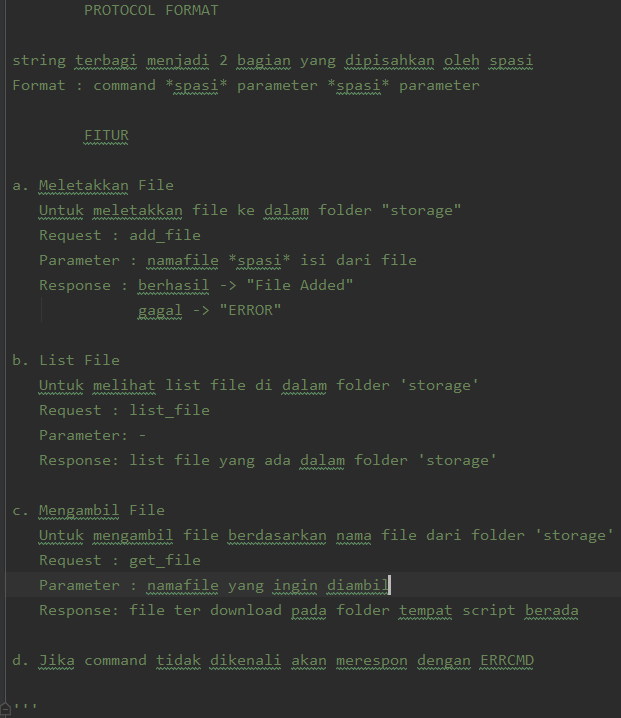 PROTOCOL FORMAT
string terbagi menjadi 2 bagian yang dipisahkan oleh spasi
Format : command *spasi* parameter *spasi* parameter
FITUR
a. Meletakkan File
Untuk meletakkan file ke dalam folder "storage"
Request : add_file
Parameter : namafile *spasi* isi dari file
Response : berhasil -> "File Added"
gagal -> "ERROR"
b. List File
Untuk melihat list file di dalam folder 'storage'
Request : list_file
Parameter: -
Response: list file yang ada dalam folder 'storage'
c. Mengambil File
Untuk mengambil file berdasarkan nama file dari folder 'storage'
Request : get_file
Parameter : namafile yang ingin diambil
Response: file ter download pada folder tempat script berada
d. Jika command tidak dikenali akan merespon dengan ERRCMD
'''